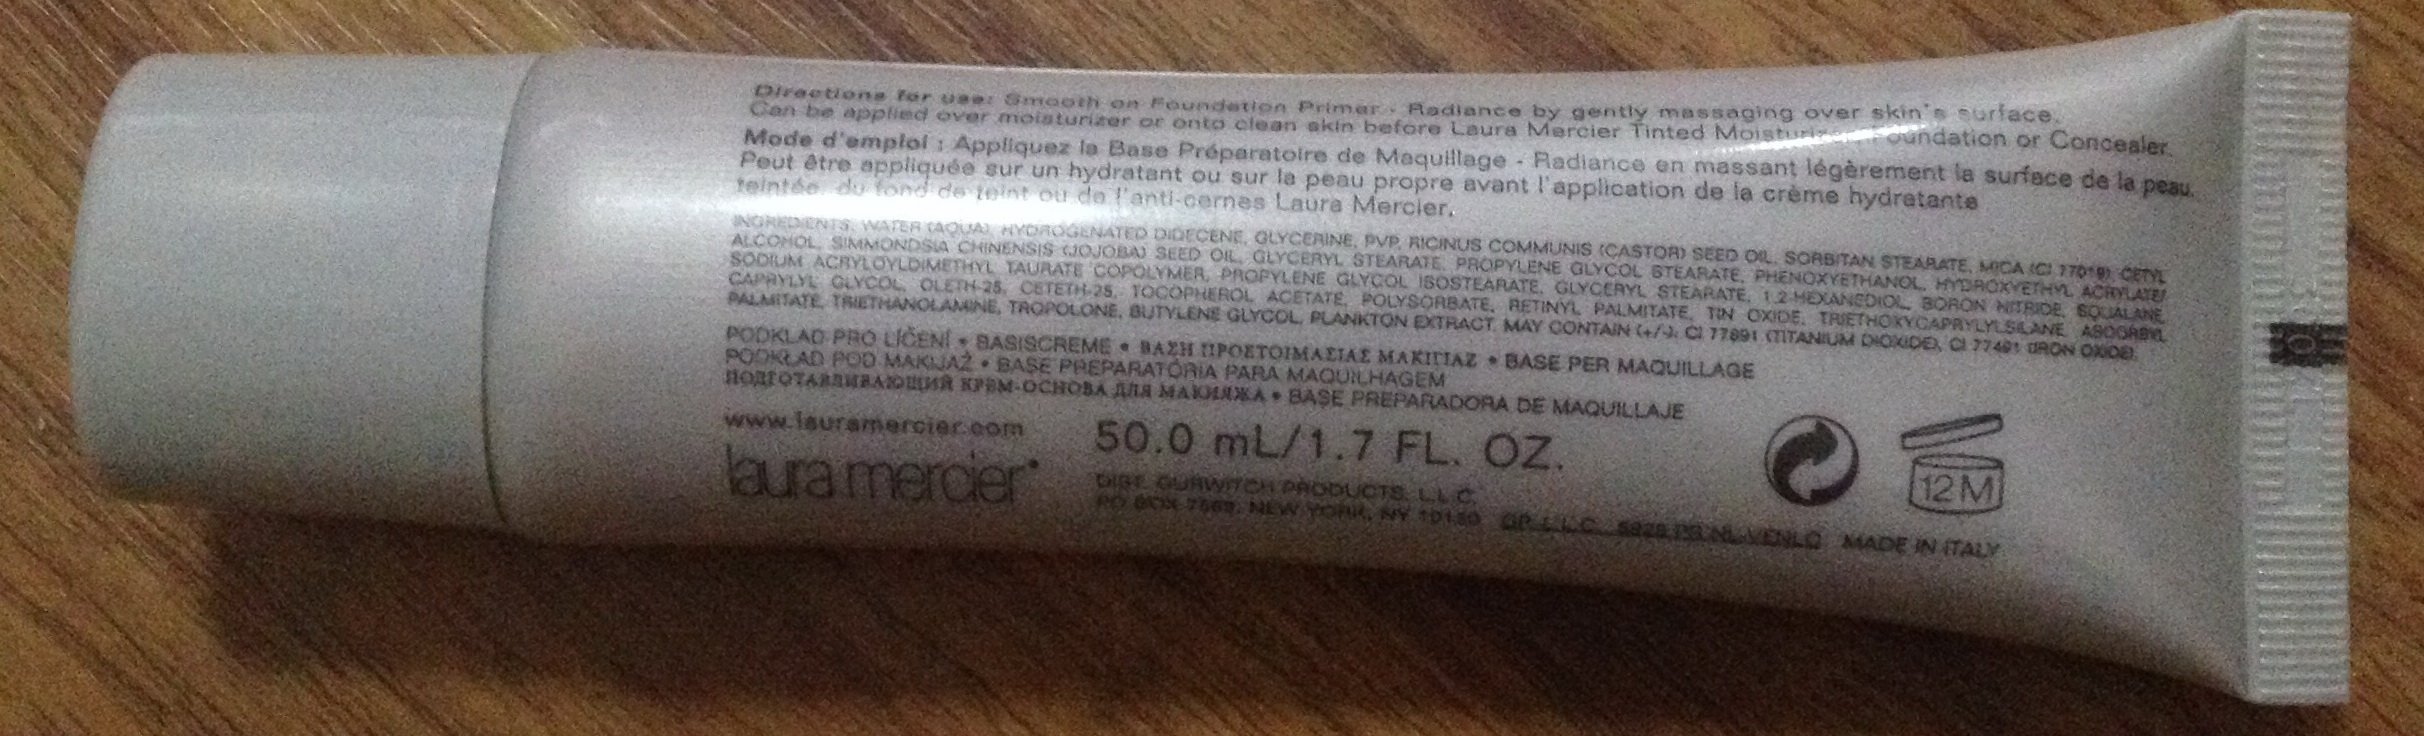 Directions for use: Smooth on Foundation Primer - Radiance by gently massaging over skin's surface.
Can be applied over moisturizer or onto clean skin before Laura Mercier Tinted Foundation or Concealer.
Mode d'emploi : Appliquez la Base Préparatoire de Maquillage - Radiance en massant légèrement la surface de la peau.
Peut être appliquée sur un hydratant ou sur la peau propre avant l'application de la crème hydratante
teintée, du fond de teint ou de l'anti-cernes Laura Mercier.
INGREDIENTS: WATER (AQUA), HYDROGENATED DIDECENE, GLYCERINE, PVP, RICINUS COMMUNIS (CASTOR) SEED OIL, SORBITAN STEARATE, MICA (CI 77019) CETYL
ALCOHOL, SIMMONDSIA CHINENSIS (JOJOBA) SEED OIL, GLYCERYL STEARATE, PROPYLENE GLYCOL STEARATE, PHENOXYETHANOL, HYDROXYETHYL ACRYLATE/
SODIUM ACRYLOYLDIMETHYL TAURATE COPOLYMER, PROPYLENE GLYCOL ISOSTEARATE, GLYCERYL STEARATE, 1,2-HEXANEDIOL, BORON NITRIDE, SQUALANE,
CAPRYLYL GLYCOL, OLETH-25, CETETH-25, TOCOPHEROL ACETATE, POLYSORBATE, RETINYL PALMITATE, TIN OXIDE, TRIETHOXYCAPRYLYLSILANE, ASCORBYL
PALMITATE, TRIETHANOLAMINE, TROPOLONE, BUTYLENE GLYCOL, PLANKTON EXTRACT. MAY CONTAIN (+/-): CI 77891 (TITANIUM DIOXIDE), CI 77491 (IRON OXIDE).
PODKLAD PRO LÍČENÍ • BASISCREME • ΒΑΣΗ ΠΡΟΕΤΟΙΜΑΣΙΑΣ ΜΑΚΙΓΙΑΖ • BASE PER MAQUILLAGE
PODKŁAD POD MAKIJAŻ • BASE PREPARATÓRIA PARA MAQUILHAGEM
ПОДГОТАВЛИВАЮЩИЙ КРЕМ-ОСНОВА ДЛЯ МАКИЯЖА • BASE PREPARADORA DE MAQUILLAJE
www.lauramercier.com
laura mercier
50.0 mL/1.7 FL. OZ.
DIST. GURWITCH PRODUCTS, L.L.C.
PO BOX NEW YORK, NY GP L.L.C. NL-VENLO MADE IN ITALY
12 M